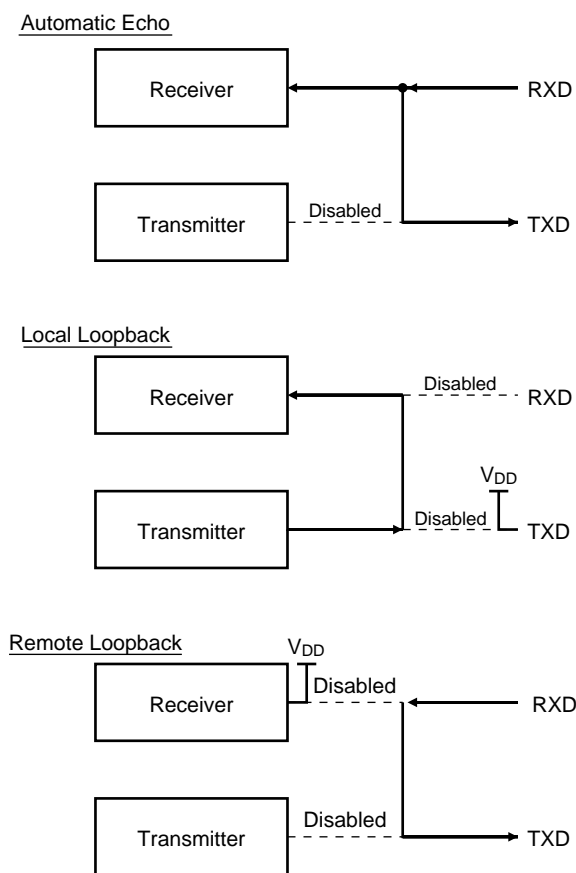 Automatic Echo
Receiver
RXD
Transmitter
Disabled
TXD
Local Loopback
Receiver
Disabled
RXD
VDD
Transmitter
Disabled
TXD
Remote Loopback
VDD
Receiver
Disabled
RXD
Transmitter
Disabled
TXD